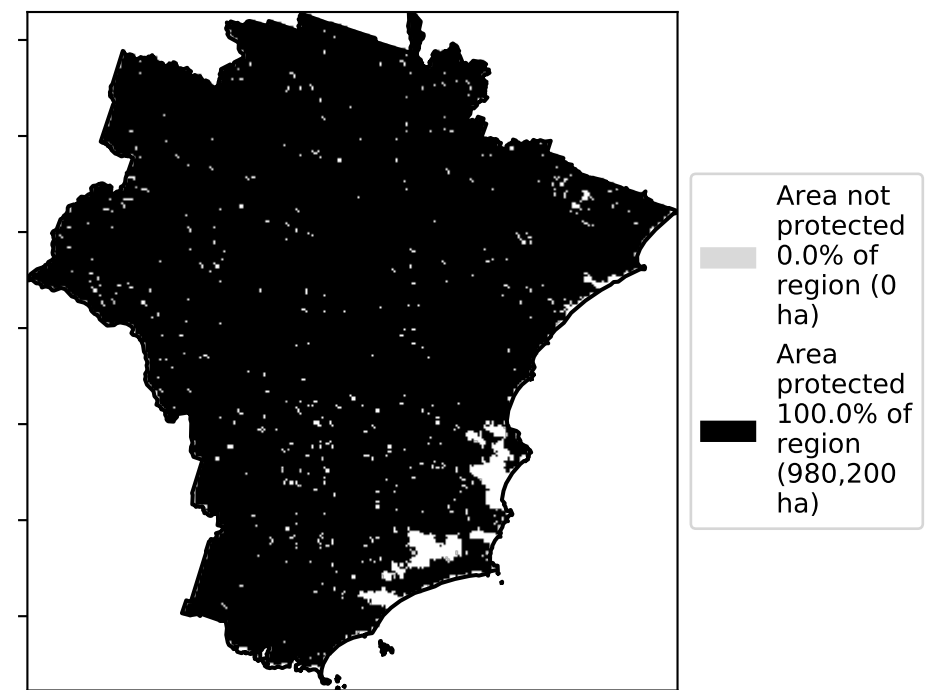 Area not
protected
0.0% of
region (0
ha)
Area
protected
100.0% of
region
(980,200
ha)